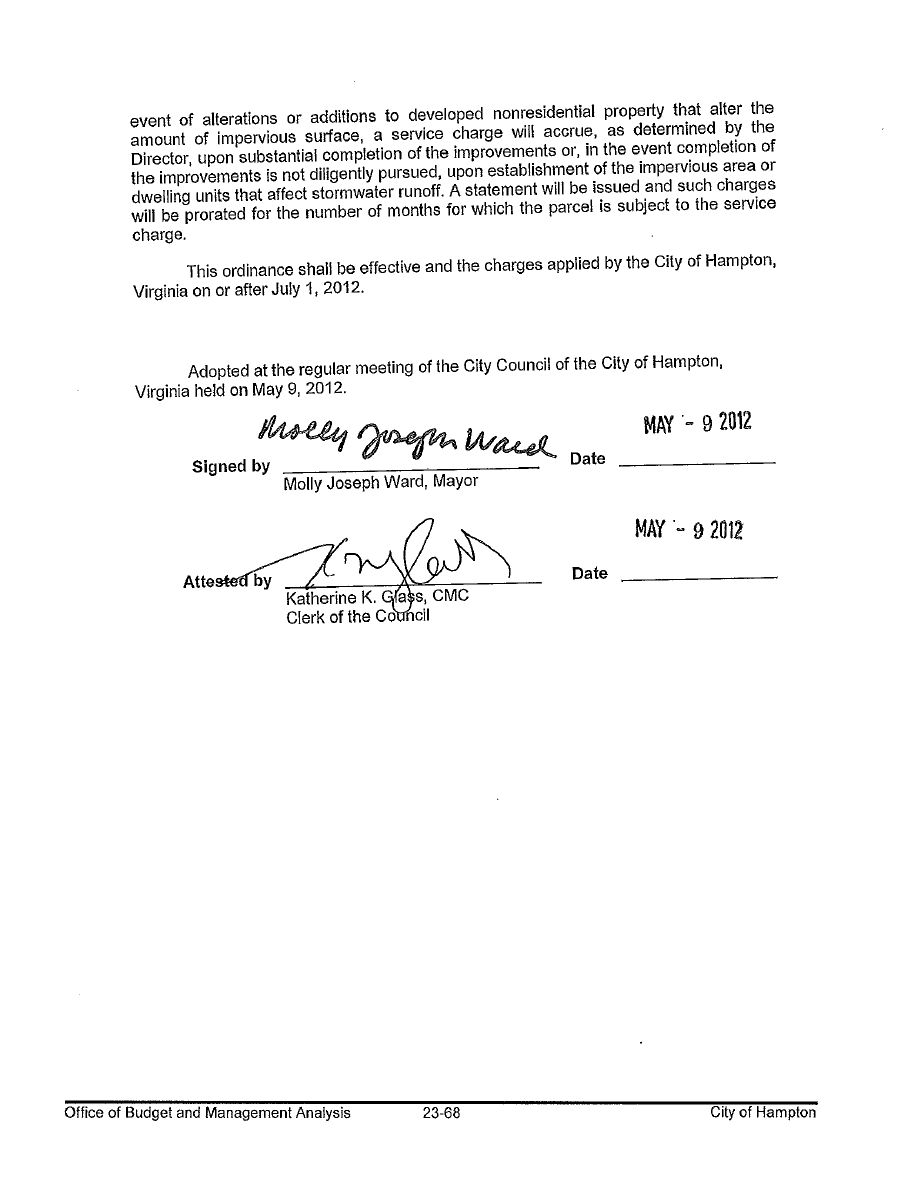 event of alterations or additions to developed nonresidential property that alter the
amount of impervious surface, a service charge will accrue, as determined by the
Director, upon substantial completion of the improvements or, in the event completion of
the improvements is not diligently pursued, upon establishment of the impervious area or
dwelling units that affect stormwater runoff. A statement will be issued and such charges
will be prorated for the number of months for which the parcel is subject to the service
charge.
This ordinance shall be effective and the charges applied by the City of Hampton,
Virginia on or after July 1, 2012.
Adopted at the regular meeting of the City Council of the City of Hampton,
Virginia held on May 9, 2012.
Molly Joseph Ward MAY - 9 2012
Signed by Date
Molly Joseph Ward, Mayor
MAY - 9 2012
Attested by Date
Katherine K. Glass, CMC
Clerk of the Council
Office of Budget and Management Analysis 23-68 City of Hampton